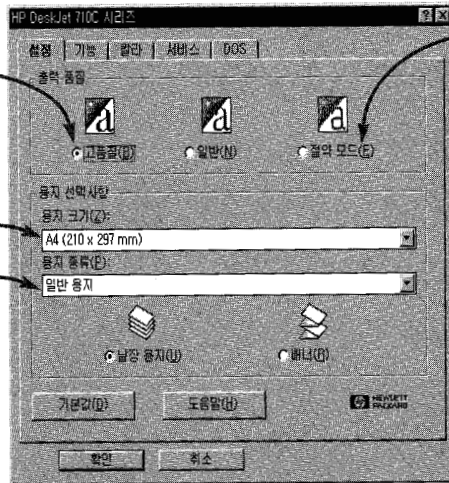 HP DeskJet 710C 시리즈
설정 기능 칼라 서비스 DOS
출력 품질
고품질(B) 일반(N) 절약 모드(E)
용지 선택사항
용지 크기(Z):
A4 (210 x 297 mm)
용지 종류(P)
일반 용지
낱장 용지(U) 배너(R)
기본값(D) 도움말(H) HEWLETT
PACKARD
확인 취소